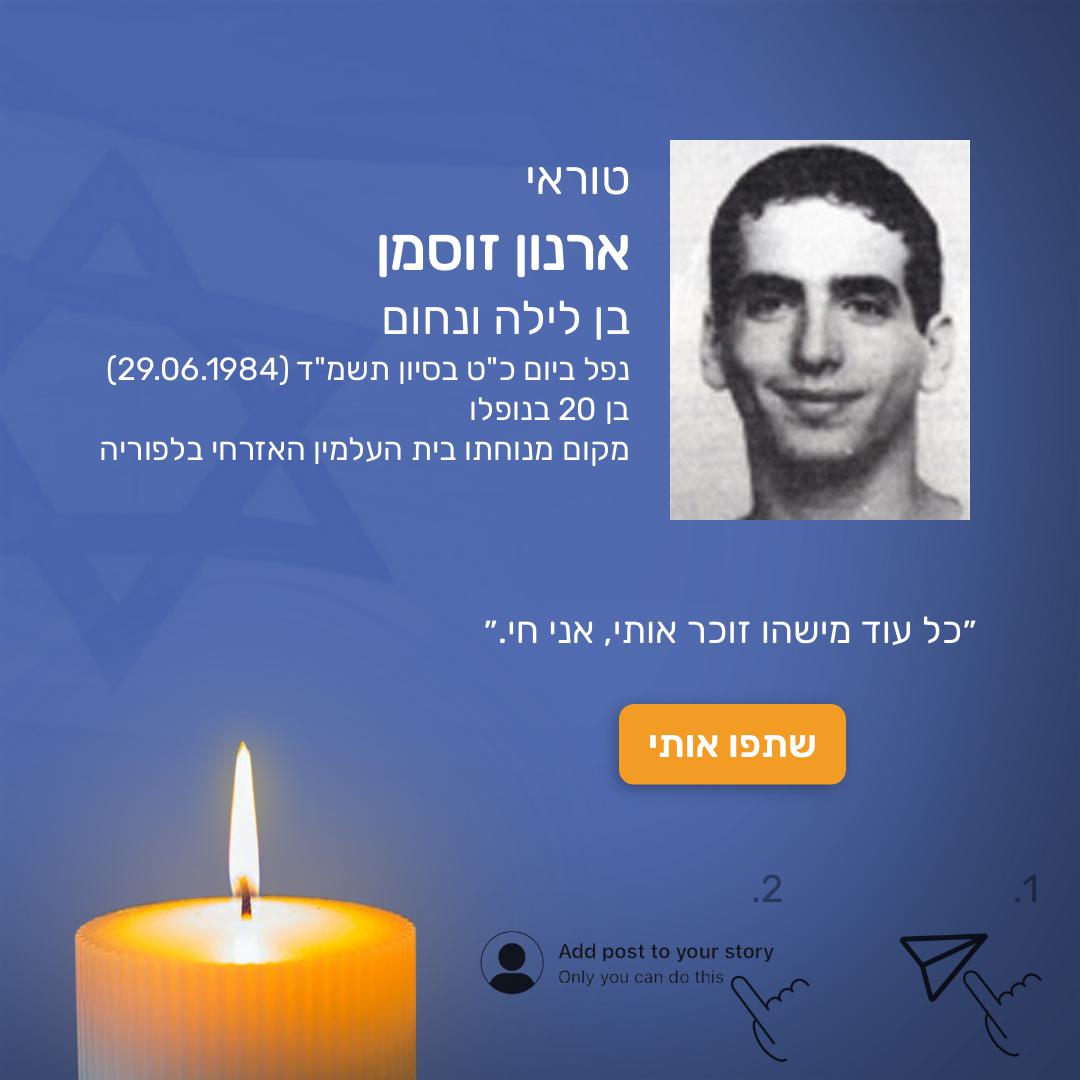 טוראי
ארנון זוסמן
בן לילה ונחום
נפל ביום כ"ט בסיון תשמ"ד (29.06.1984)
בן 20 בנופלו
מקום מנוחתו בית העלמין האזרחי בלפוריה
״כל עוד מישהו זוכר אותי, אני חי.״
שתפו אותי
1.
2.
Add post to your story
Only you can do this